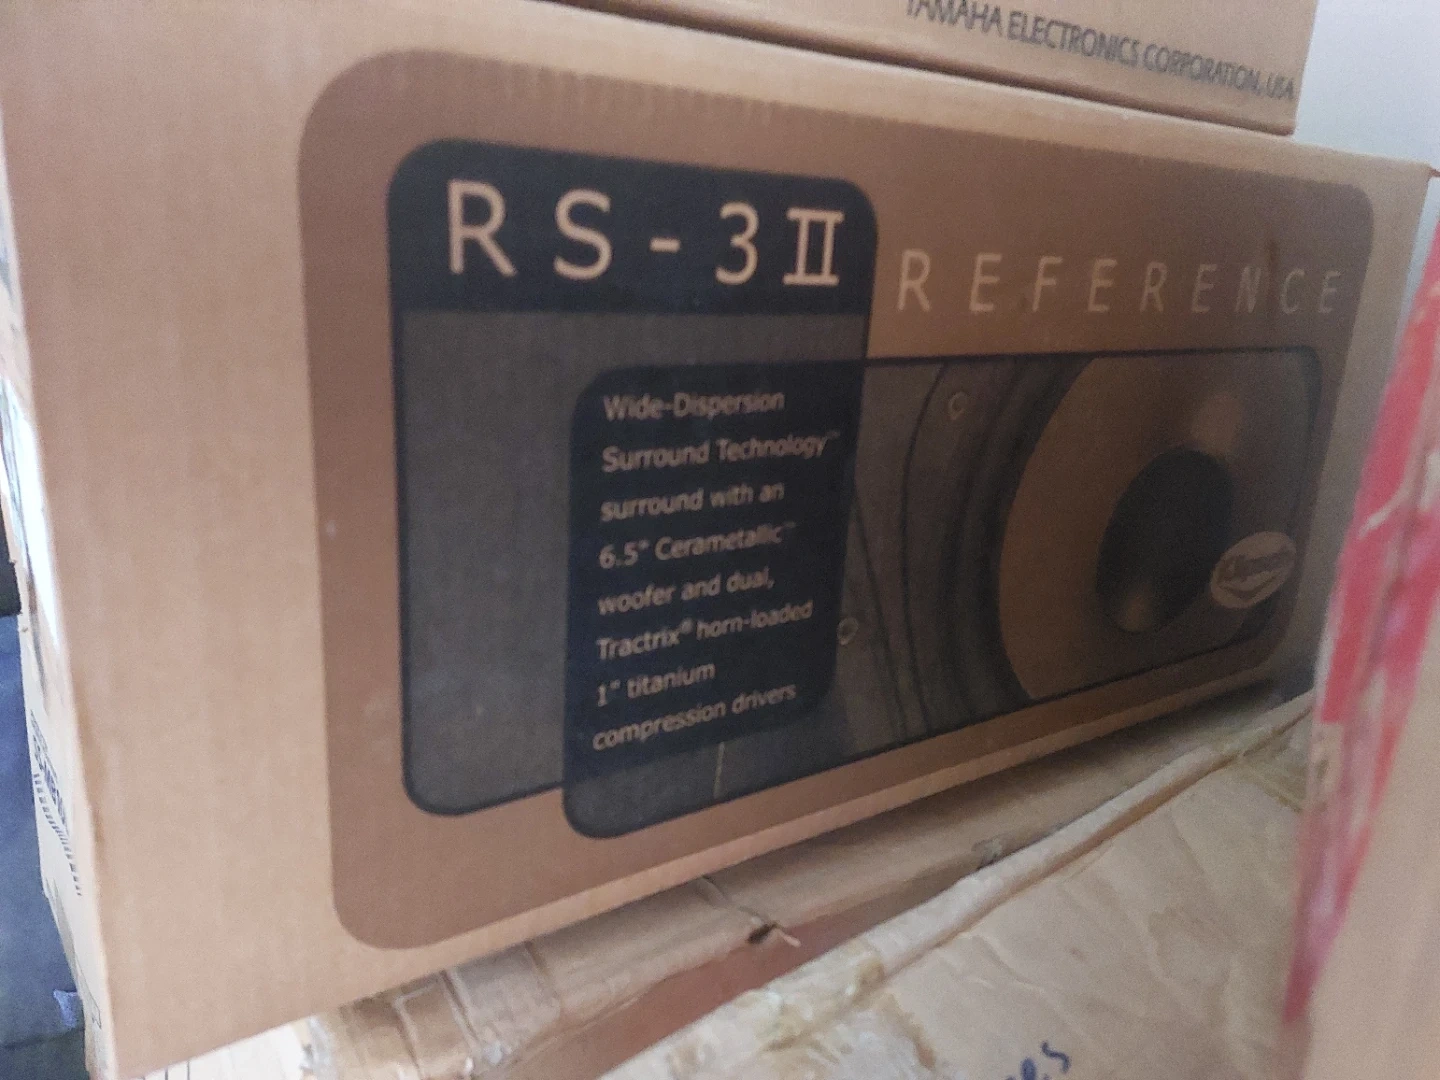 YAMAHA ELECTRONICS CORPORATION, USA
RS-3II
REFERENCE
Wide-Dispersion
Surround Technology™
surround with an
6.5" Cerametallic™
woofer and dual,
Tractrix® horn-loaded
1" titanium
compression drivers
Klipsch